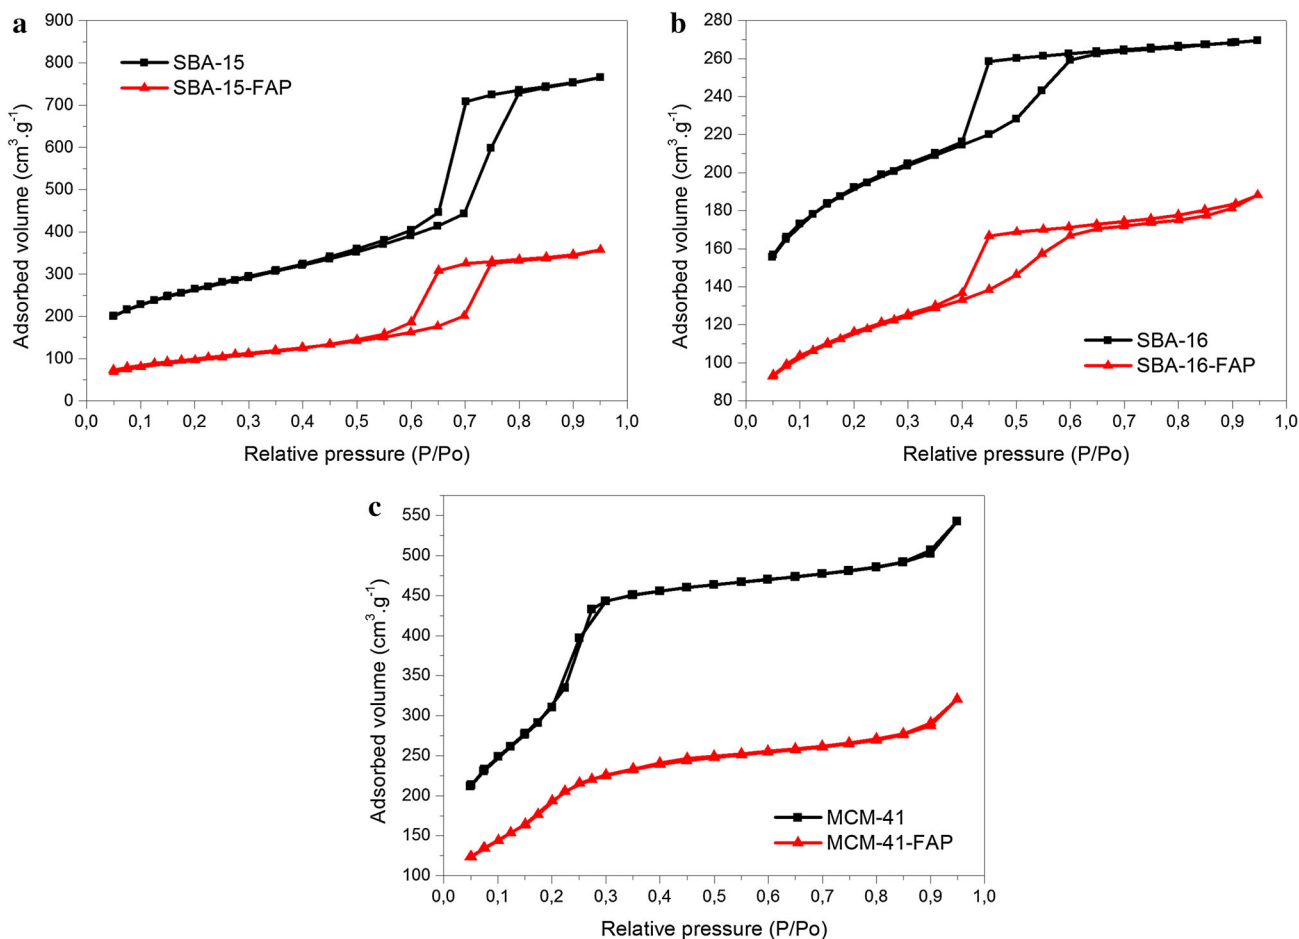 a
900
800
700
600
500
400
300
200
100
0
Adsorbed volume (cm³.g⁻¹)
SBA-15
SBA-15-FAP
0,0 0,1 0,2 0,3 0,4 0,5 0,6 0,7 0,8 0,9 1,0
Relative pressure (P/Po)
b
280
260
240
220
200
180
160
140
120
100
80
Adsorbed volume (cm³.g⁻¹)
SBA-16
SBA-16-FAP
0,0 0,1 0,2 0,3 0,4 0,5 0,6 0,7 0,8 0,9 1,0
Relative pressure (P/Po)
c
550
500
450
400
350
300
250
200
150
100
Adsorbed volume (cm³.g⁻¹)
MCM-41
MCM-41-FAP
0,0 0,1 0,2 0,3 0,4 0,5 0,6 0,7 0,8 0,9 1,0
Relative pressure (P/Po)